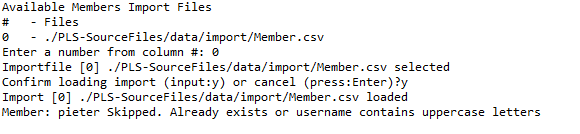 Available Members Import Files
#   - Files
0   - ./PLS-SourceFiles/data/import/Member.csv
Enter a number from column #: 0
Importfile [0] ./PLS-SourceFiles/data/import/Member.csv selected
Confirm loading import (input:y) or cancel (press:Enter)?y
Import [0] ./PLS-SourceFiles/data/import/Member.csv loaded
Member: pieter Skipped. Already exists or username contains uppercase letters